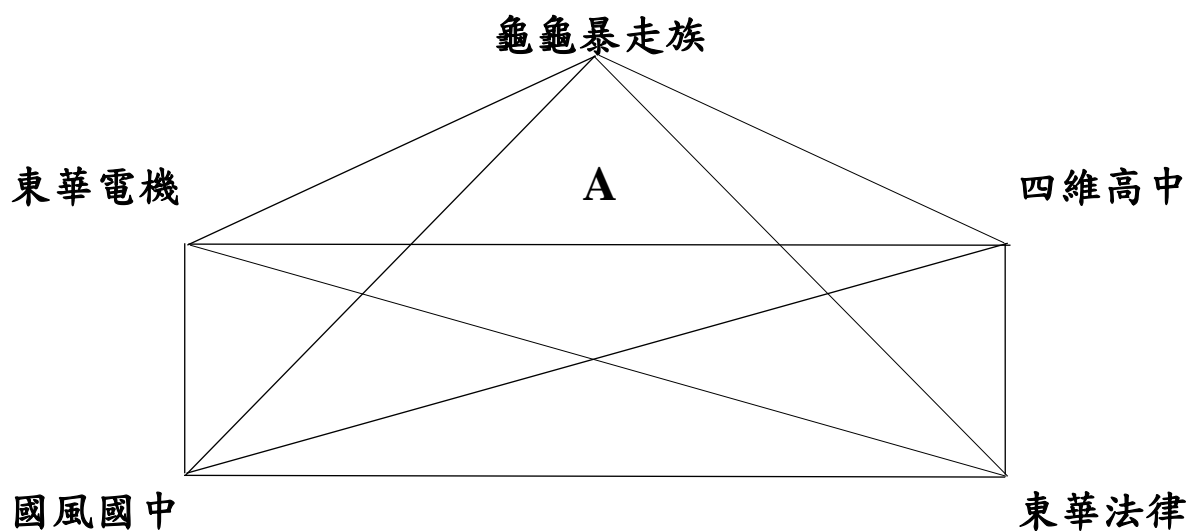 龜龜暴走族
東華電機
A
四維高中
國風國中
東華法律